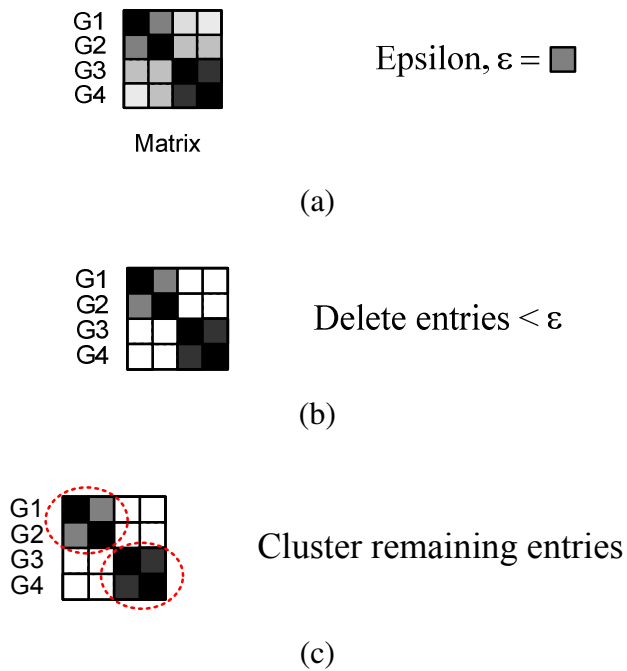 G1
G2
G3
G4
Matrix
Epsilon, ε =
(a)
G1
G2
G3
G4
Delete entries < ε
(b)
G1
G2
G3
G4
Cluster remaining entries
(c)